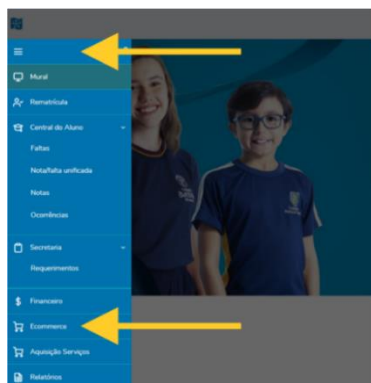 Mural
Rematrícula
Central do Aluno
Faltas
Nota/falta unificada
Notas
Ocorrências
Secretaria
Requerimentos
Financeiro
Ecommerce
Aquisição Serviços
Relatórios